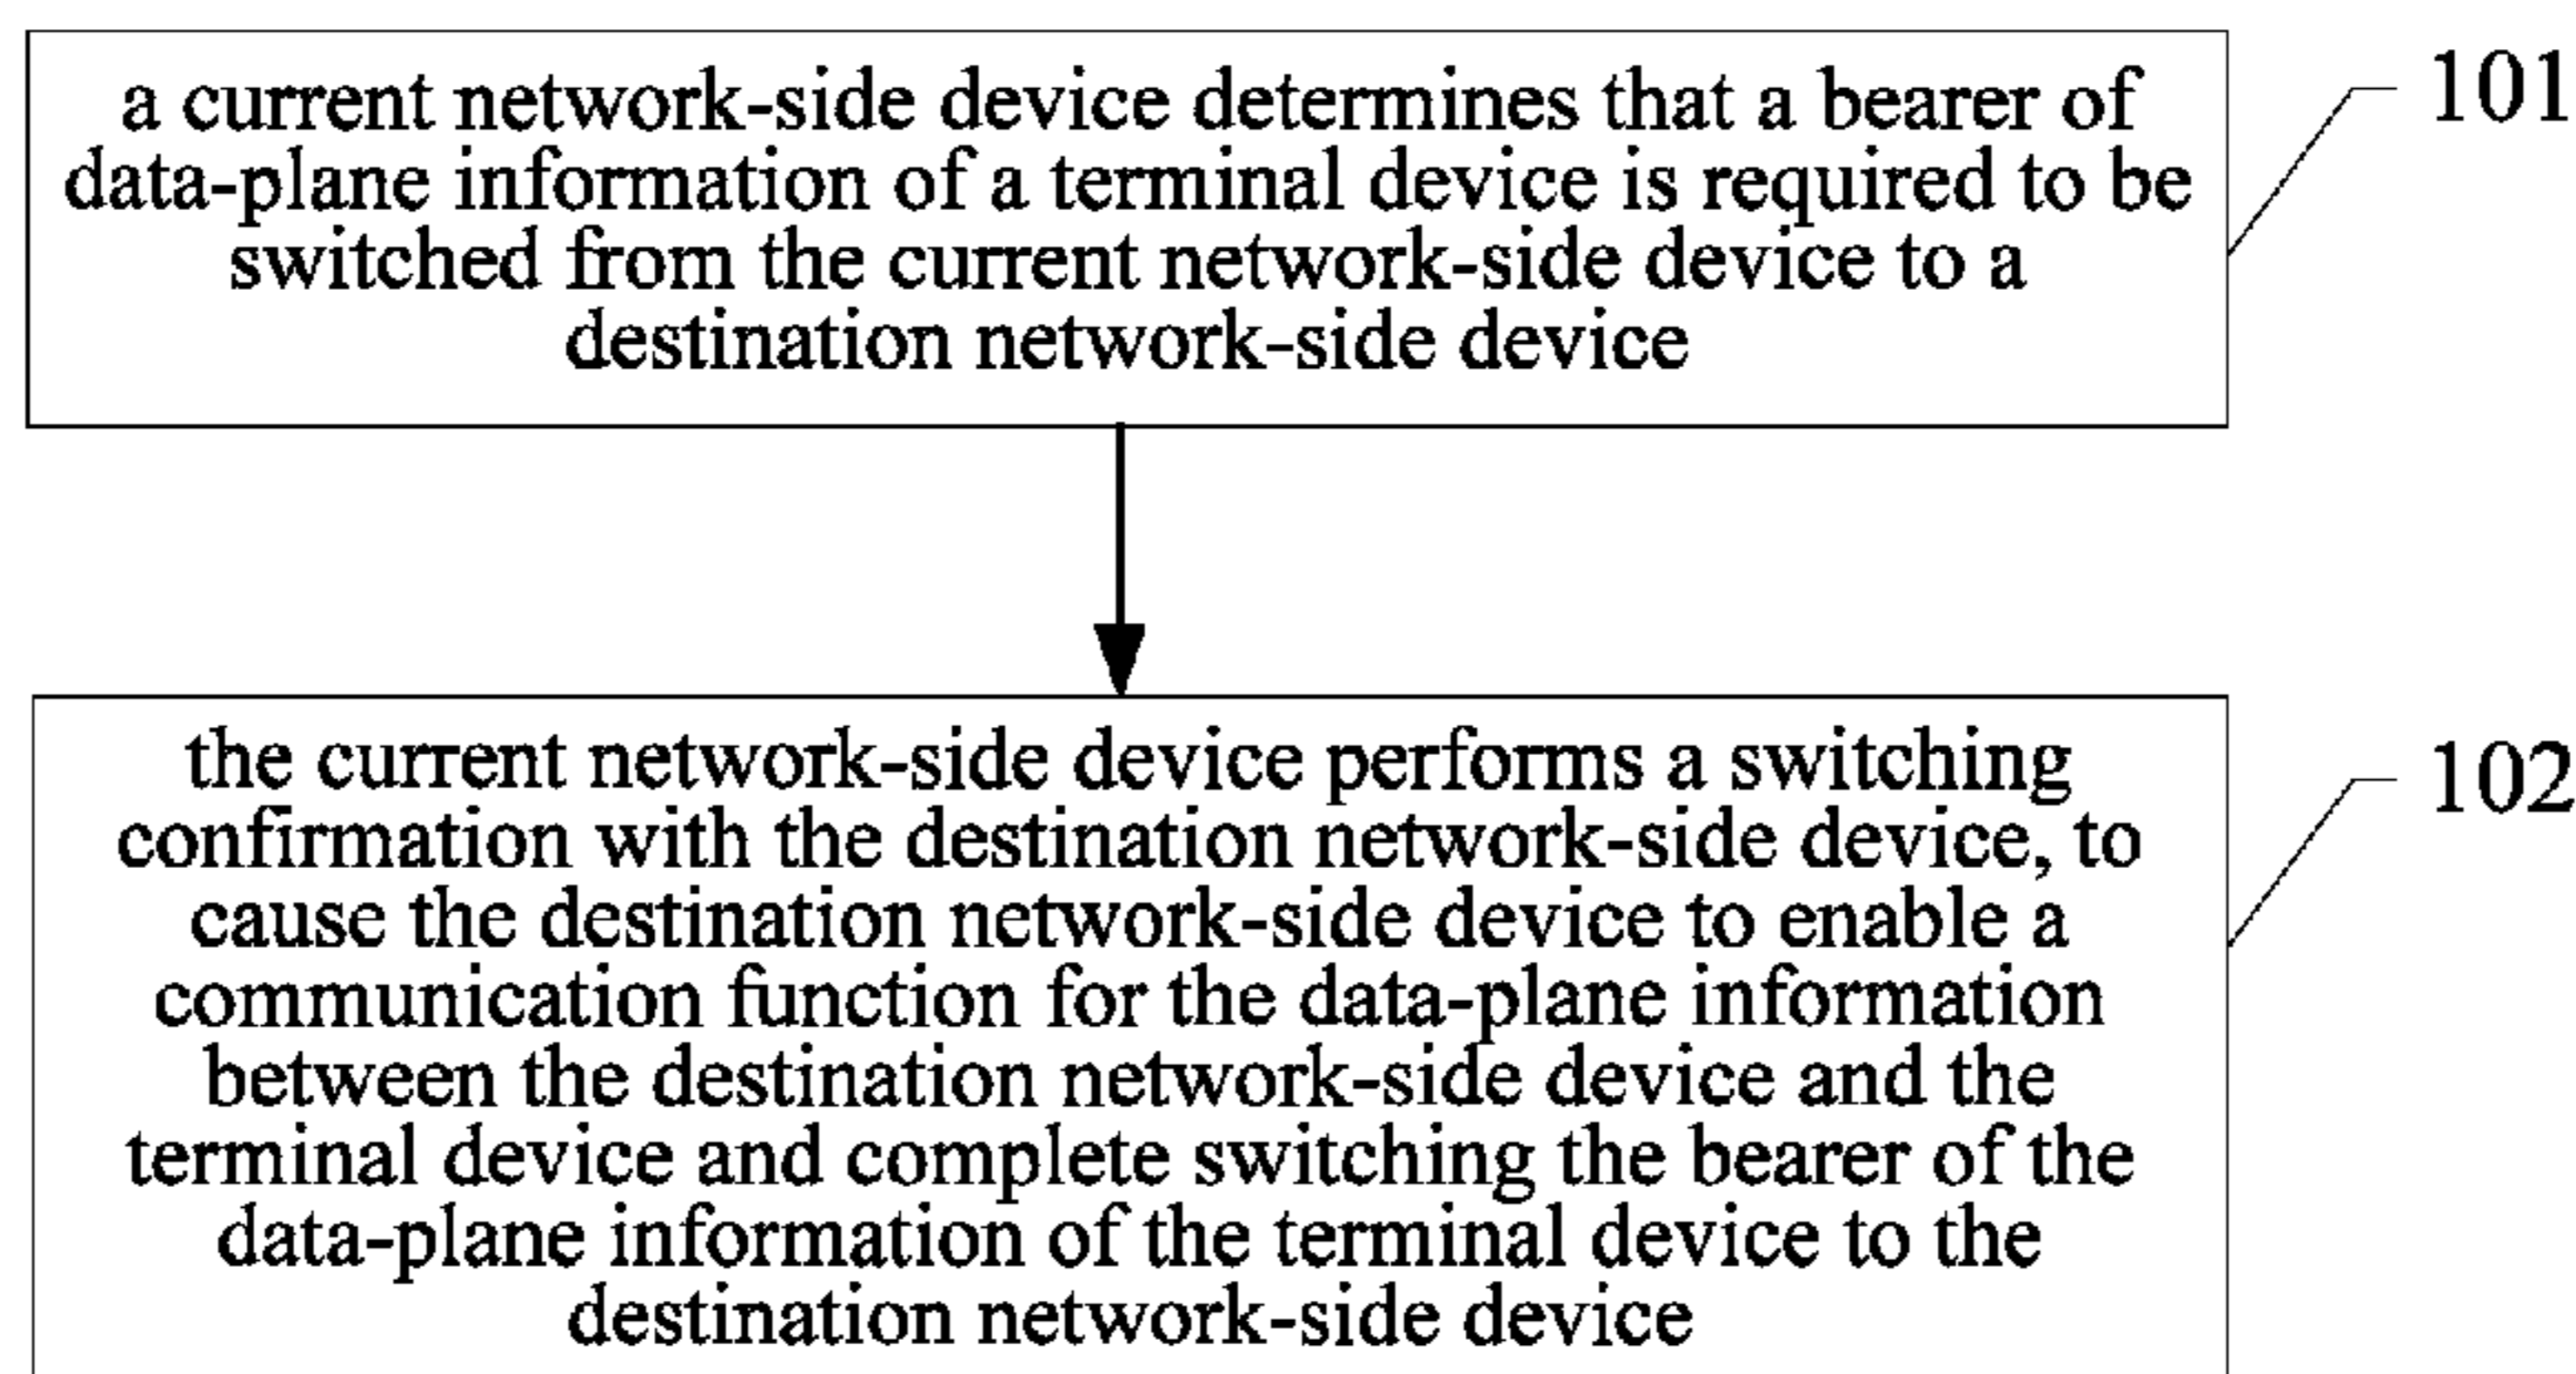 a current network-side device determines that a bearer of
data-plane information of a terminal device is required to be
switched from the current network-side device to a
destination network-side device
101
the current network-side device performs a switching
confirmation with the destination network-side device, to
cause the destination network-side device to enable a
communication function for the data-plane information
between the destination network-side device and the
terminal device and complete switching the bearer of the
data-plane information of the terminal device to the
destination network-side device
102